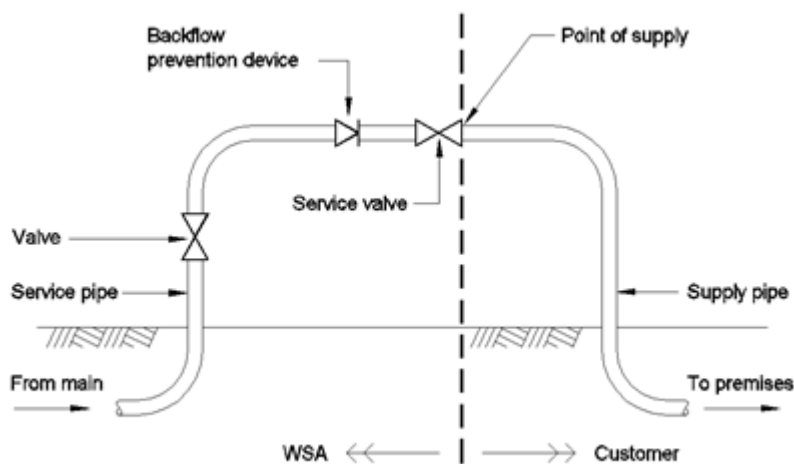 Backflow
prevention device
Point of supply
Service valve
Valve
Service pipe
Supply pipe
From main
To premises
WSA
Customer